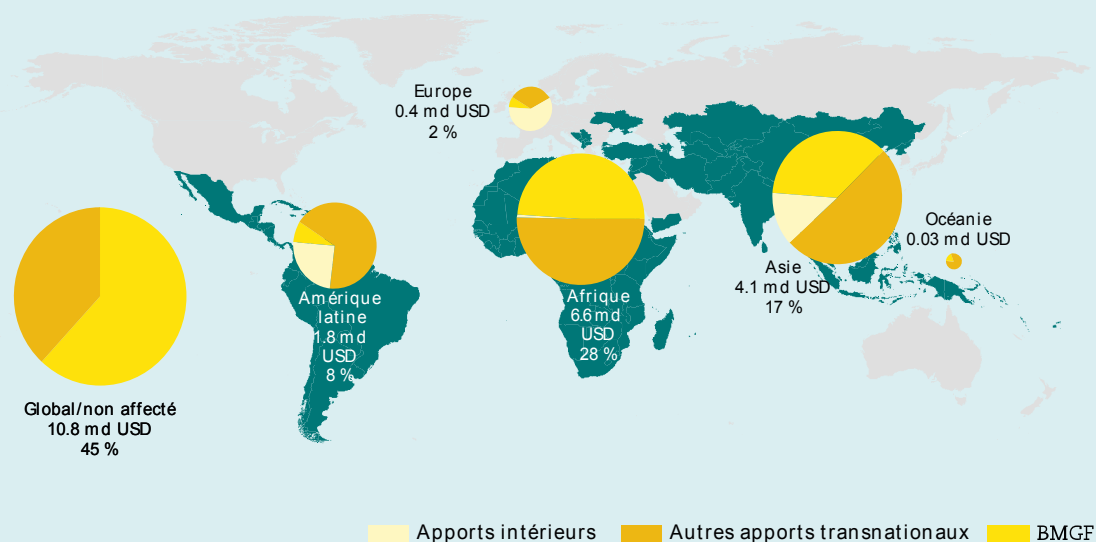 Europe
0.4 md USD
2 %
Océanie
0.03 md USD
Asie
4.1 md USD
17 %
Amérique
latine
1.8 md
USD
8 %
Afrique
6.6 md
USD
28 %
Global/non affecté
10.8 md USD
45 %
Apports intérieurs
Autres apports transnationaux
BMGF